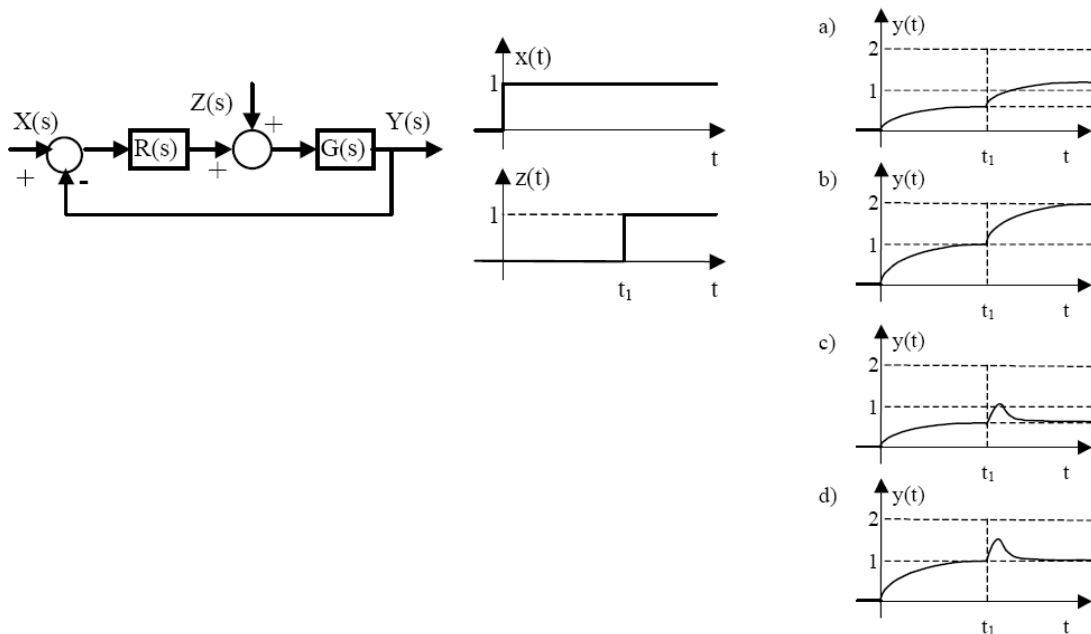 X(s)
+
-
R(s)
+
Z(s)
+
G(s)
Y(s)
x(t)
1
t
z(t)
1
t1
t
a)
y(t)
2
1
t1
t
b)
y(t)
2
1
t1
t
c)
y(t)
2
1
t1
t
d)
y(t)
2
1
t1
t